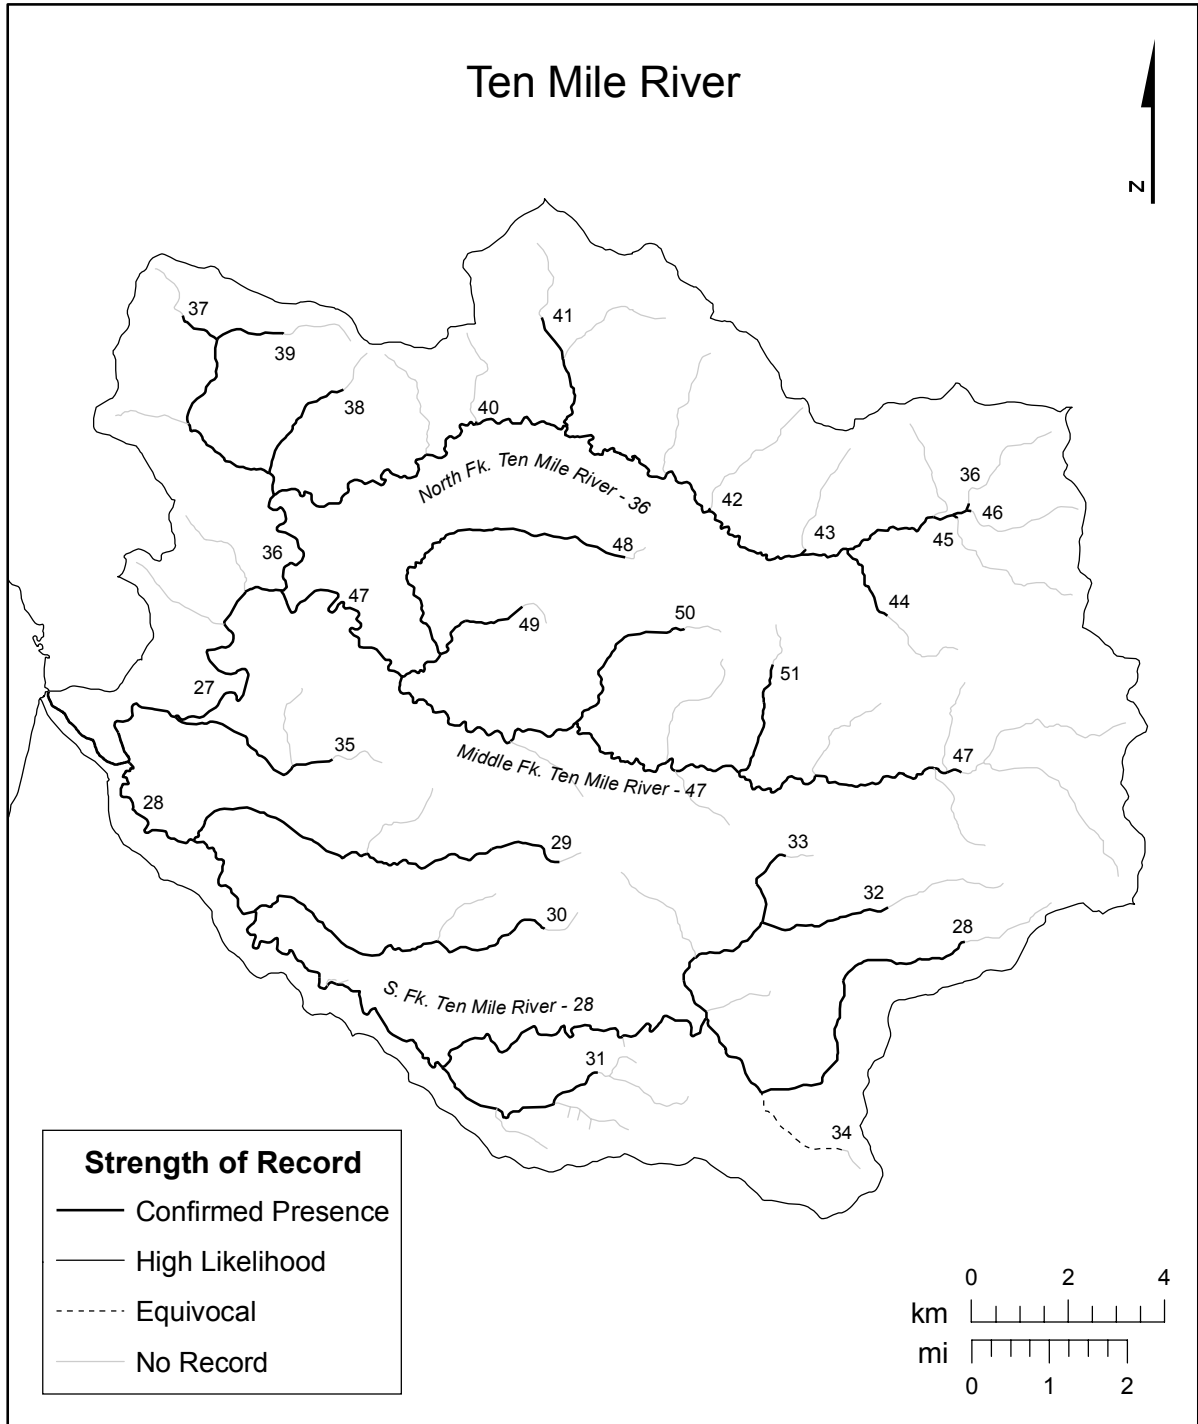 Ten Mile River
N
37
41
39
38
40
36
North Fk. Ten Mile River - 36
42
46
43
45
36
48
47
44
49
50
51
27
35
Middle Fk. Ten Mile River - 47
47
28
29
33
32
30
28
S. Fk. Ten Mile River - 28
31
34
Strength of Record
Confirmed Presence
High Likelihood
Equivocal
No Record
0 2 4
km
mi
0 1 2